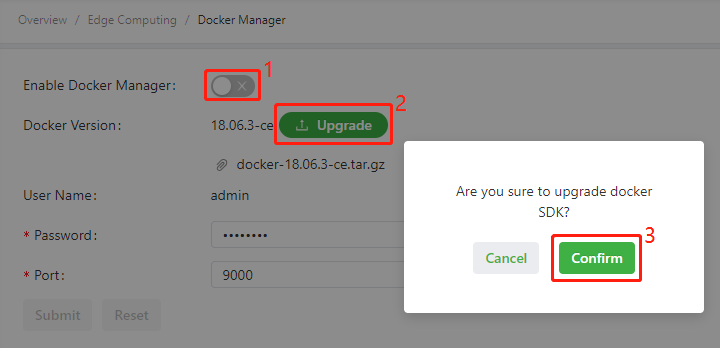 Overview / Edge Computing / Docker Manager
Enable Docker Manager: 1
Docker Version: 18.06.3-ce Upgrade 2
docker-18.06.3-ce.tar.gz
User Name: admin
* Password: ••••••••
* Port: 9000
Submit Reset
Are you sure to upgrade docker
SDK?
Cancel Confirm 3